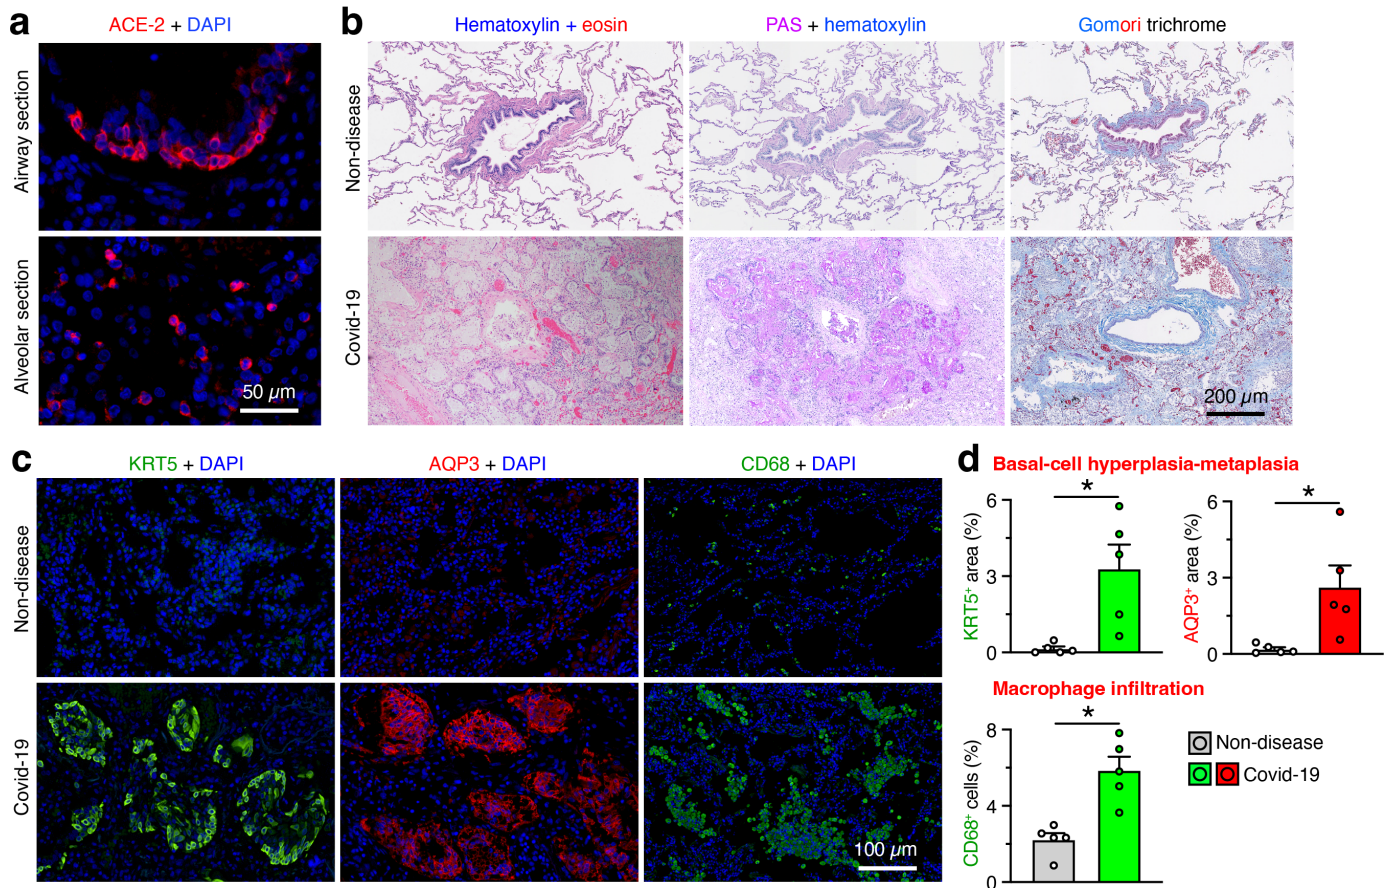 a
ACE-2 + DAPI
Airway section
Alveolar section
50 µm
b
Hematoxylin + eosin
PAS + hematoxylin
Gomori trichrome
Non-disease
Covid-19
200 µm
c
KRT5 + DAPI
AQP3 + DAPI
CD68 + DAPI
Non-disease
Covid-19
100 µm
d
Basal-cell hyperplasia-metaplasia
KRT5+ area (%)
6
3
0
*
AQP3+ area (%)
6
3
0
*
Macrophage infiltration
CD68+ cells (%)
8
4
0
*
Non-disease
Covid-19